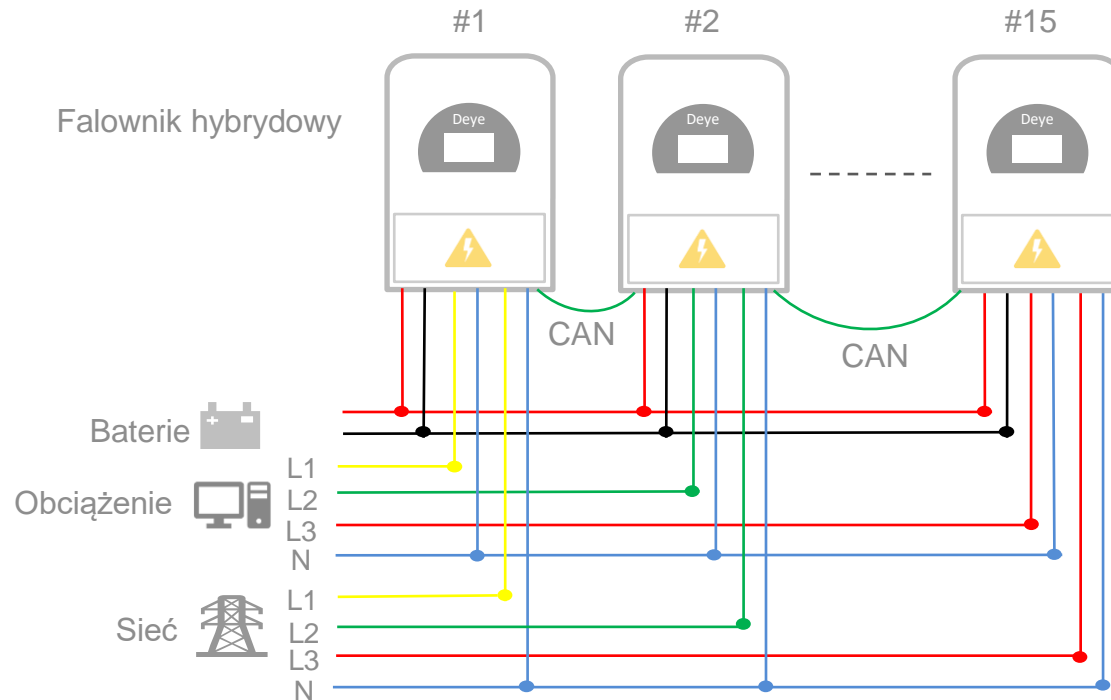 #1 #2 #15
Falownik hybrydowy
Deye Deye Deye
CAN
CAN
Baterie
L1
Obciążenie
L2
L3
N
L1
Sieć
L2
L3
N